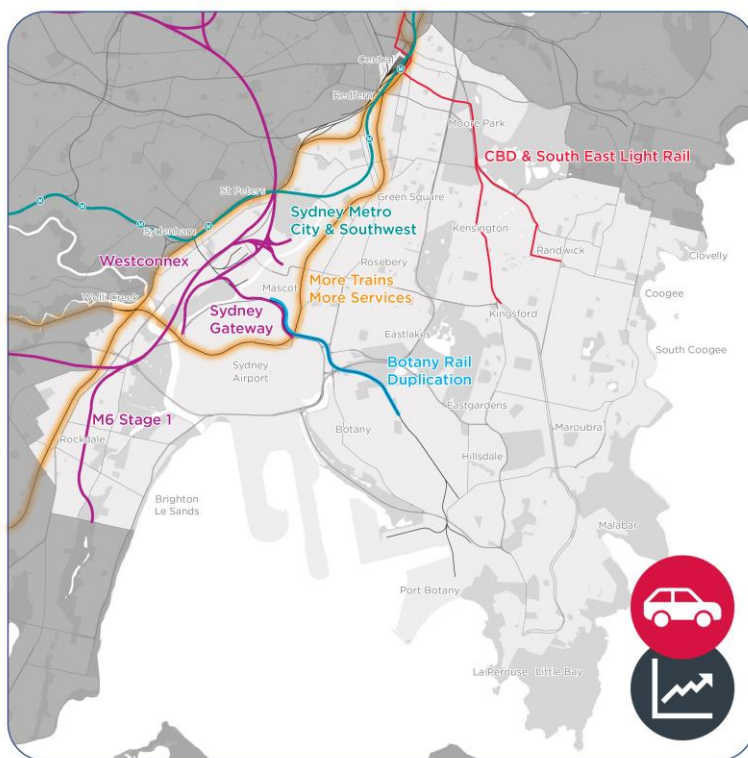 Central
Redfern
Moore Park
CBD & South East Light Rail
St Peters
Green Square
Sydney Metro
City & Southwest
Kensington
Sydenham
Randwick
Clovelly
Westconnex
Rosebery
More Trains
More Services
Mascot
Wolli Creek
Coogee
Sydney
Gateway
Kingsford
Eastlakes
South Coogee
Botany Rail
Duplication
Sydney
Airport
Eastgardens
M6 Stage 1
Botany
Maroubra
Rockdale
Hillsdale
Brighton
Le Sands
Malabar
Port Botany
La Perouse
Little Bay
M
M
M
M
M
M